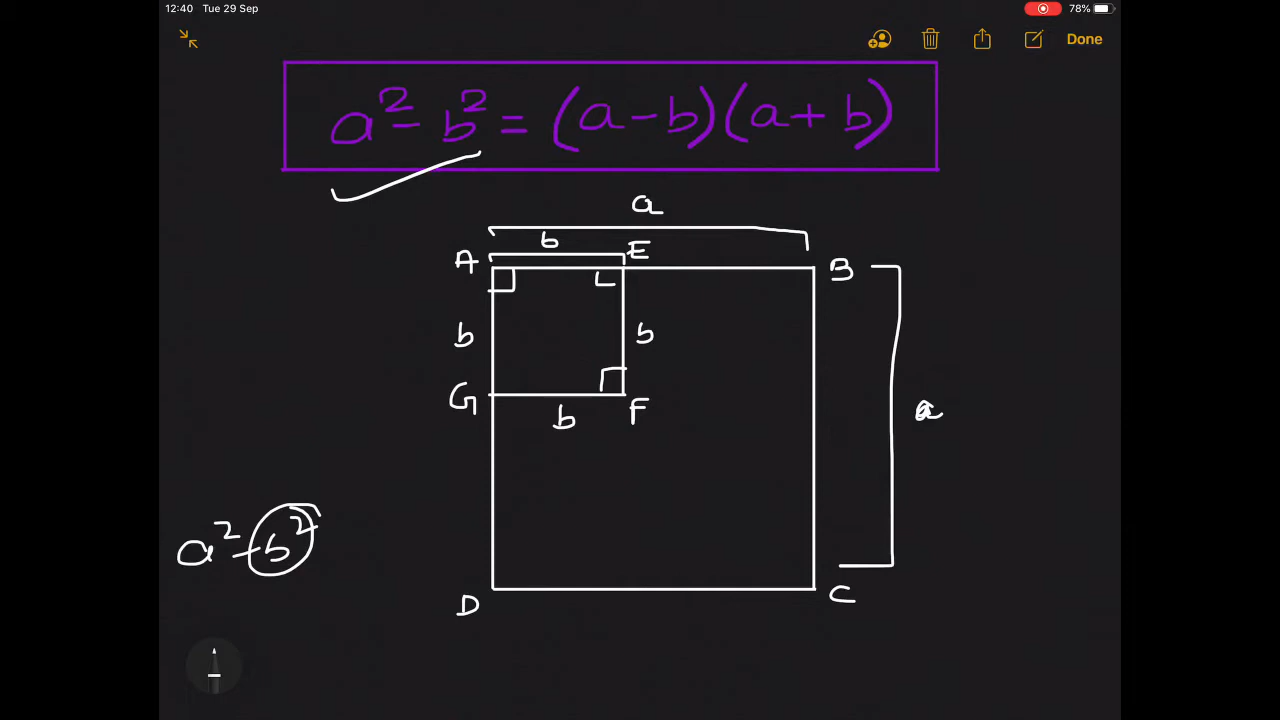 12:40 Tue 29 Sep 78%
Done
a² - b² = (a - b)(a + b)
a
b
A E B
b b
a
G F
b
a² - b²
D C